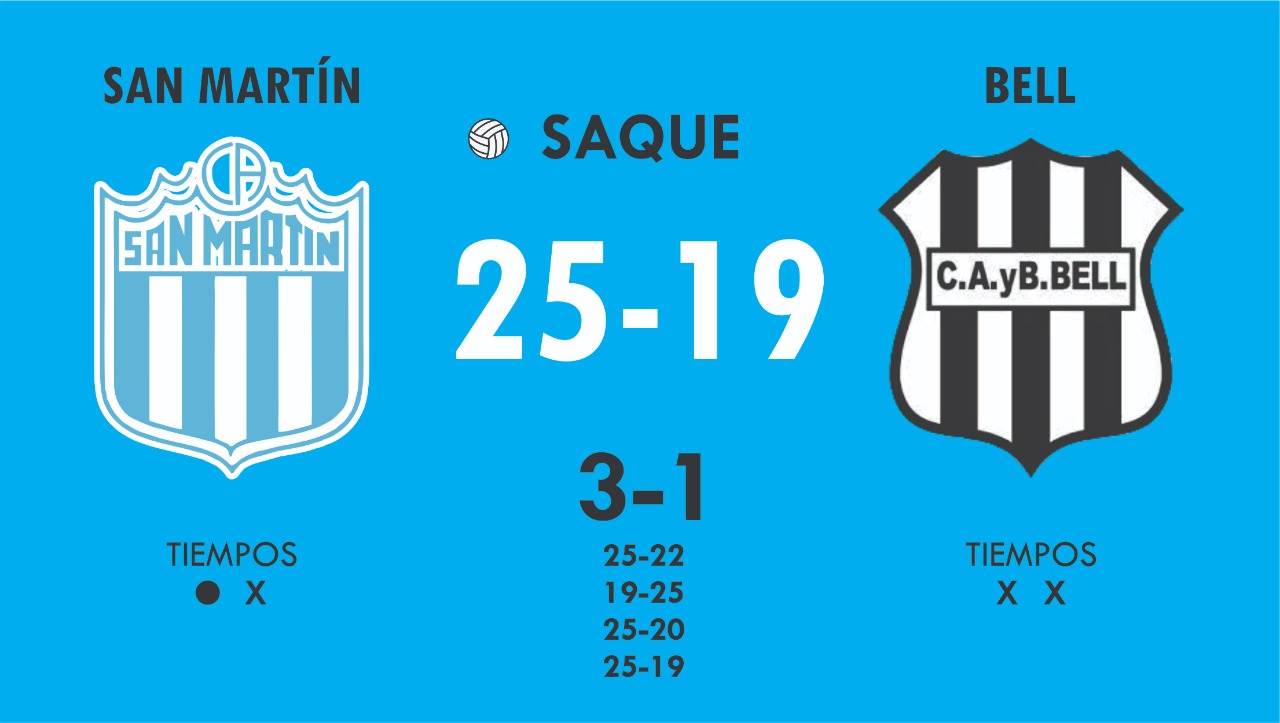 SAN MARTÍN
BELL
SAQUE
CA
SAN MARTIN
C.A.yB.BELL
25-19
3-1
TIEMPOS
● X
25-22
19-25
25-20
25-19
TIEMPOS
X X